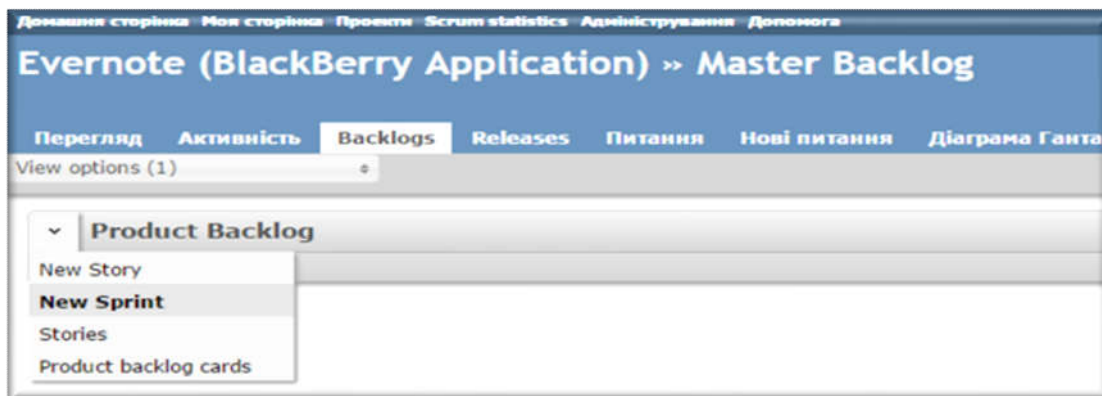 Домашня сторінка Моя сторінка Проекти Scrum statistics Адміністрування Допомога
Evernote (BlackBerry Application) » Master Backlog
Перегляд Активність Backlogs Releases Питання Нові питання Діаграма Ганта
View options (1)
Product Backlog
New Story
New Sprint
Stories
Product backlog cards